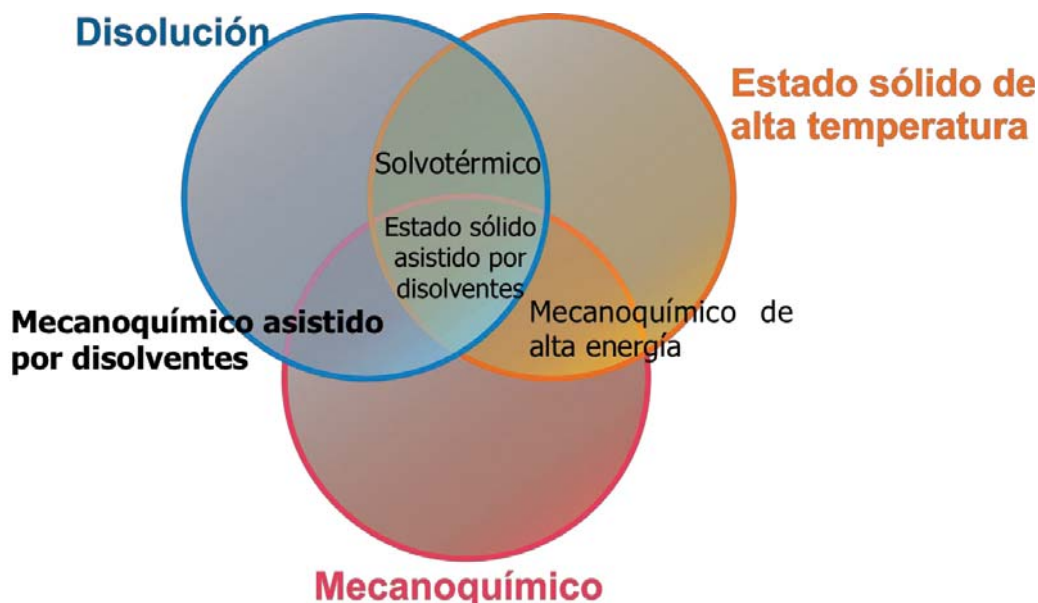 Disolución
Estado sólido de
alta temperatura
Solvotérmico
Estado sólido
asistido por
disolventes
Mecanoquímico asistido
por disolventes
Mecanoquímico de
alta energía
Mecanoquímico